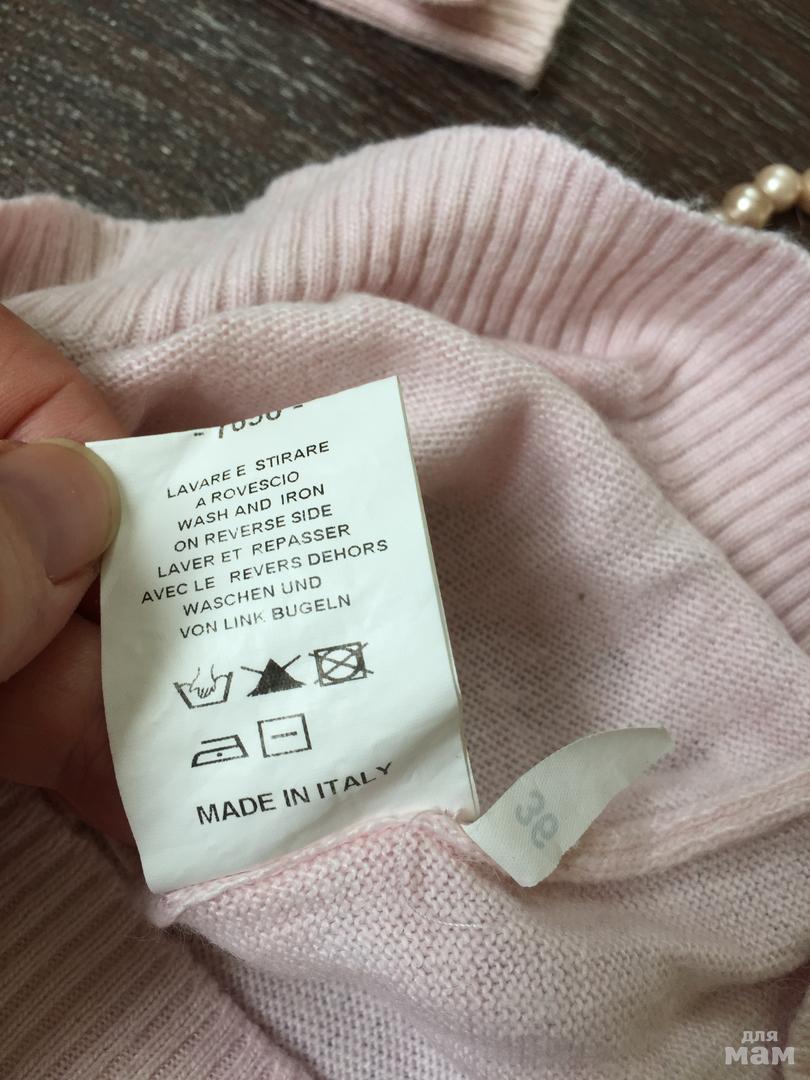 LAVARE E STIRARE
A ROVESCIO
WASH AND IRON
ON REVERSE SIDE
LAVER ET REPASSER
AVEC LE REVERS DEHORS
WASCHEN UND
VON LINK BUGELN
MADE IN ITALY
для
мам